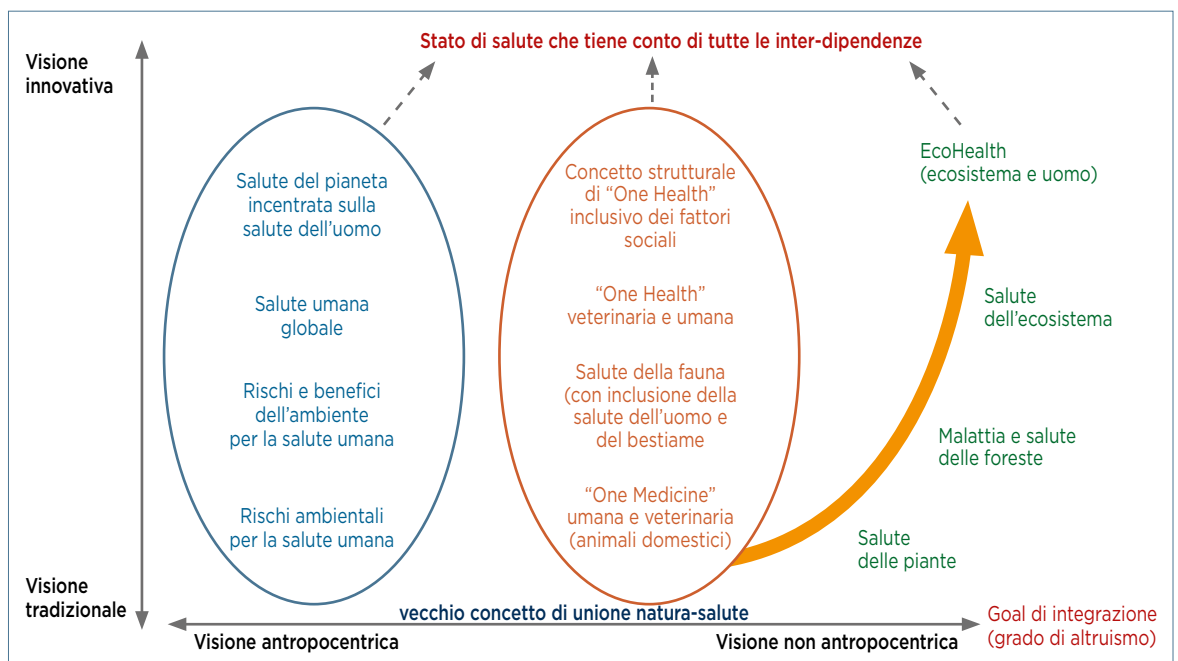 Stato di salute che tiene conto di tutte le inter-dipendenze
Visione
innovativa
Salute del pianeta
incentrata sulla
salute dell'uomo
Salute umana
globale
Rischi e benefici
dell'ambiente
per la salute umana
Rischi ambientali
per la salute umana
Concetto strutturale
di “One Health”
inclusivo dei fattori
sociali
“One Health”
veterinaria e umana
Salute della fauna
(con inclusione della
salute dell'uomo e
del bestiame
“One Medicine”
umana e veterinaria
(animali domestici)
EcoHealth
(ecosistema e uomo)
Salute
dell'ecosistema
Malattia e salute
delle foreste
Salute
delle piante
Visione
tradizionale
vecchio concetto di unione natura-salute
Visione antropocentrica
Visione non antropocentrica
Goal di integrazione
(grado di altruismo)